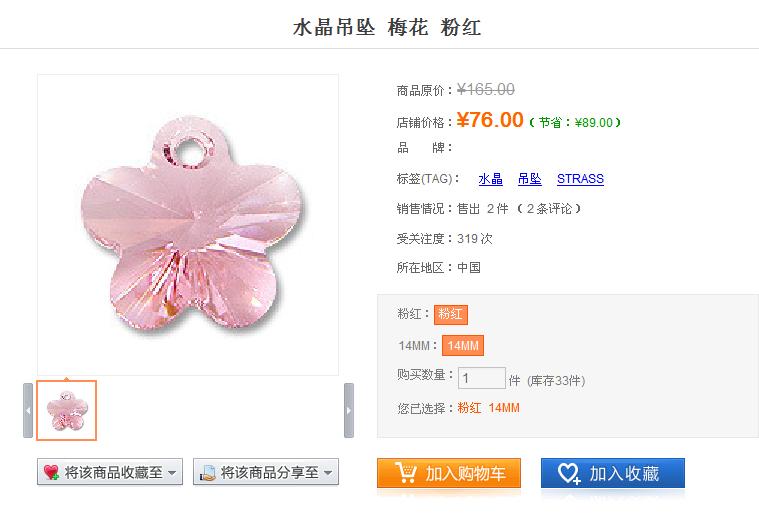 水晶吊坠 梅花 粉红
商品原价：¥165.00
店铺价格：¥76.00（节省：¥89.00）
品　　牌：
标签(TAG)： 水晶 吊坠 STRASS
销售情况：售出 2 件 （2 条评论）
受关注度：319 次
所在地区：中国
粉红：粉红
14MM：14MM
购买数量：1 件 (库存33件)
您已选择：粉红 14MM
将该商品收藏至
将该商品分享至
加入购物车
加入收藏